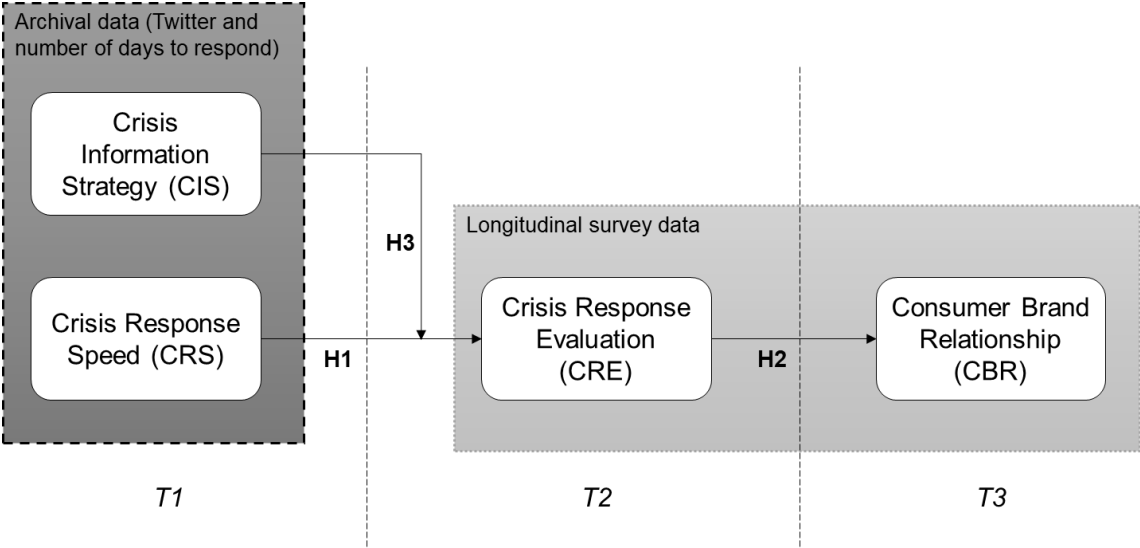 Archival data (Twitter and
number of days to respond)
Crisis
Information
Strategy (CIS)
H3
Longitudinal survey data
Crisis Response
Speed (CRS)
H1
Crisis Response
Evaluation
(CRE)
H2
Consumer Brand
Relationship
(CBR)
T1
T2
T3